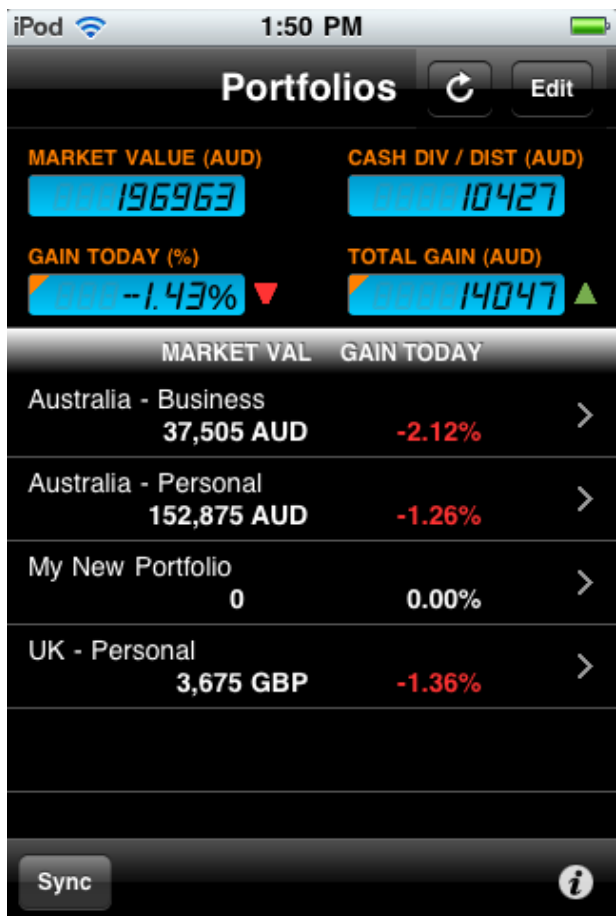 iPod 1:50 PM
Portfolios Edit
MARKET VALUE (AUD) CASH DIV / DIST (AUD)
196963 10427
GAIN TODAY (%) TOTAL GAIN (AUD)
-1.43% 14047
MARKET VAL GAIN TODAY
Australia - Business
37,505 AUD -2.12%
Australia - Personal
152,875 AUD -1.26%
My New Portfolio
0 0.00%
UK - Personal
3,675 GBP -1.36%
Sync i